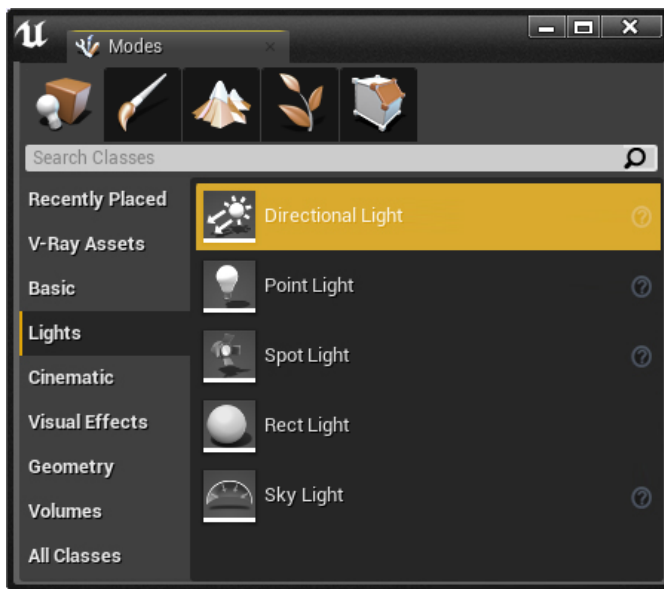 Modes
Search Classes
Recently Placed
V-Ray Assets
Basic
Lights
Cinematic
Visual Effects
Geometry
Volumes
All Classes
Directional Light
Point Light
Spot Light
Rect Light
Sky Light